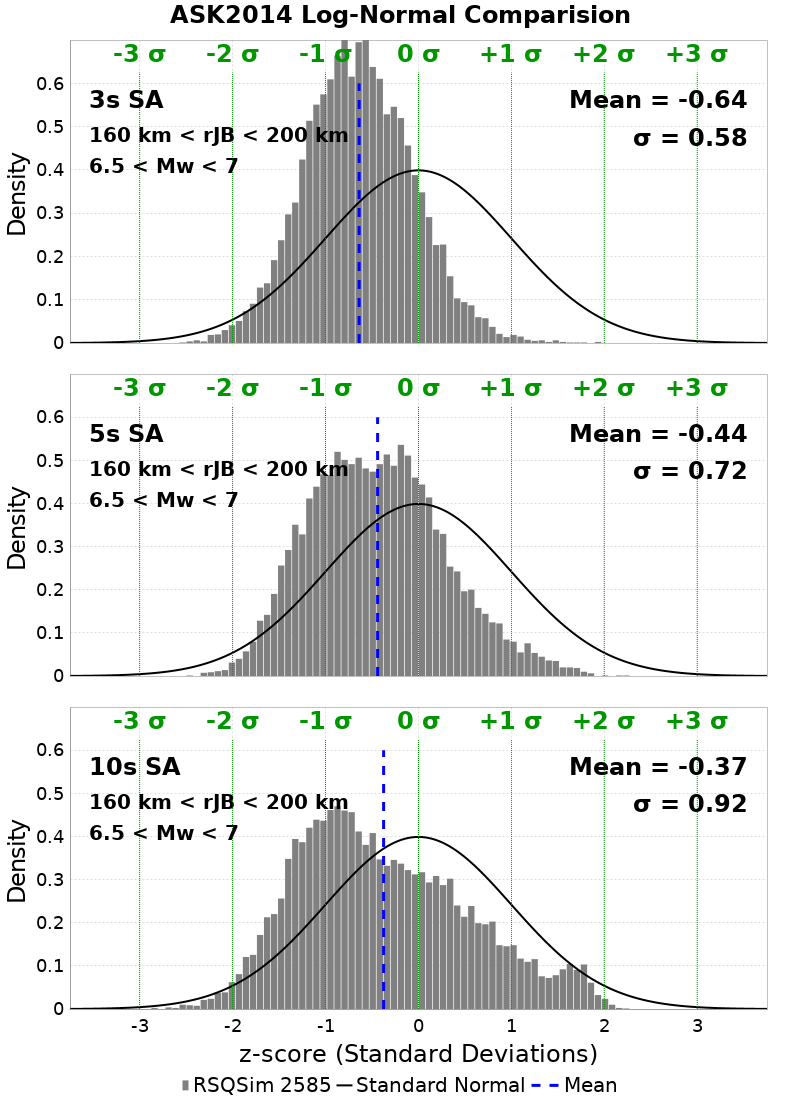 ASK2014 Log-Normal Comparision
-3 σ -2 σ -1 σ 0 σ +1 σ +2 σ +3 σ
3s SA
Mean = -0.64
160 km < rJB < 200 km
σ = 0.58
6.5 < Mw < 7
Density
0.6
0.5
0.4
0.3
0.2
0.1
0
-3 σ -2 σ -1 σ 0 σ +1 σ +2 σ +3 σ
5s SA
Mean = -0.44
160 km < rJB < 200 km
σ = 0.72
6.5 < Mw < 7
Density
0.6
0.5
0.4
0.3
0.2
0.1
0
-3 σ -2 σ -1 σ 0 σ +1 σ +2 σ +3 σ
10s SA
Mean = -0.37
160 km < rJB < 200 km
σ = 0.92
6.5 < Mw < 7
Density
0.6
0.5
0.4
0.3
0.2
0.1
0
-3 -2 -1 0 1 2 3
z-score (Standard Deviations)
RSQSim 2585 Standard Normal Mean